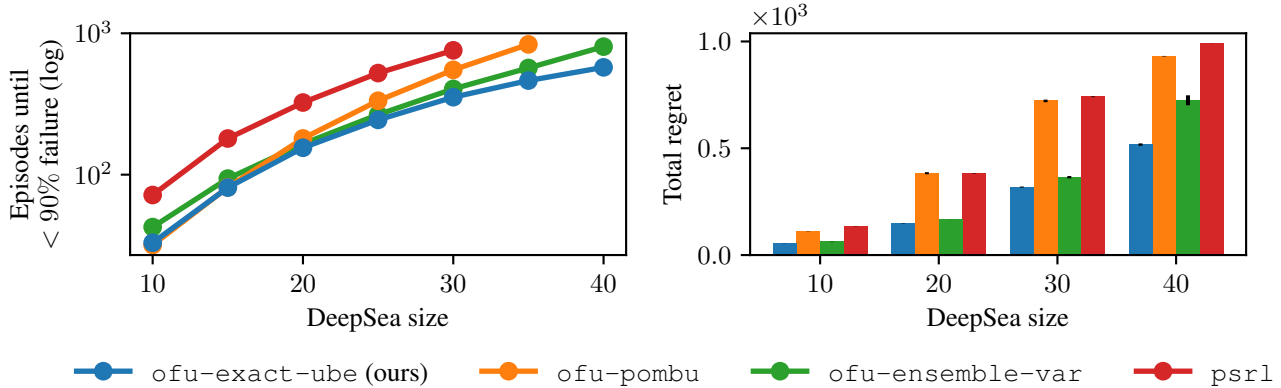 Episodes until
< 90% failure (log)
10³
10²
10 20 30 40
DeepSea size
×10³
Total regret
1.0
0.5
0.0
10 20 30 40
DeepSea size
ofu-exact-ube (ours) ofu-pombu ofu-ensemble-var psrl